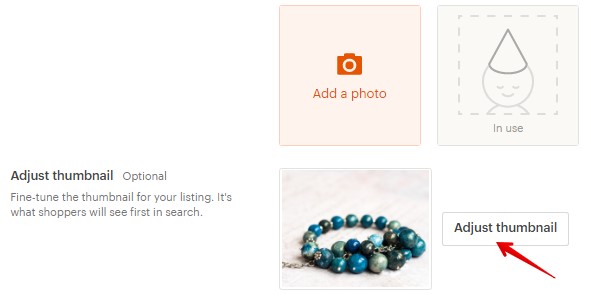 Add a photo
In use
Adjust thumbnail Optional
Fine-tune the thumbnail for your listing. It's
what shoppers will see first in search.
Adjust thumbnail